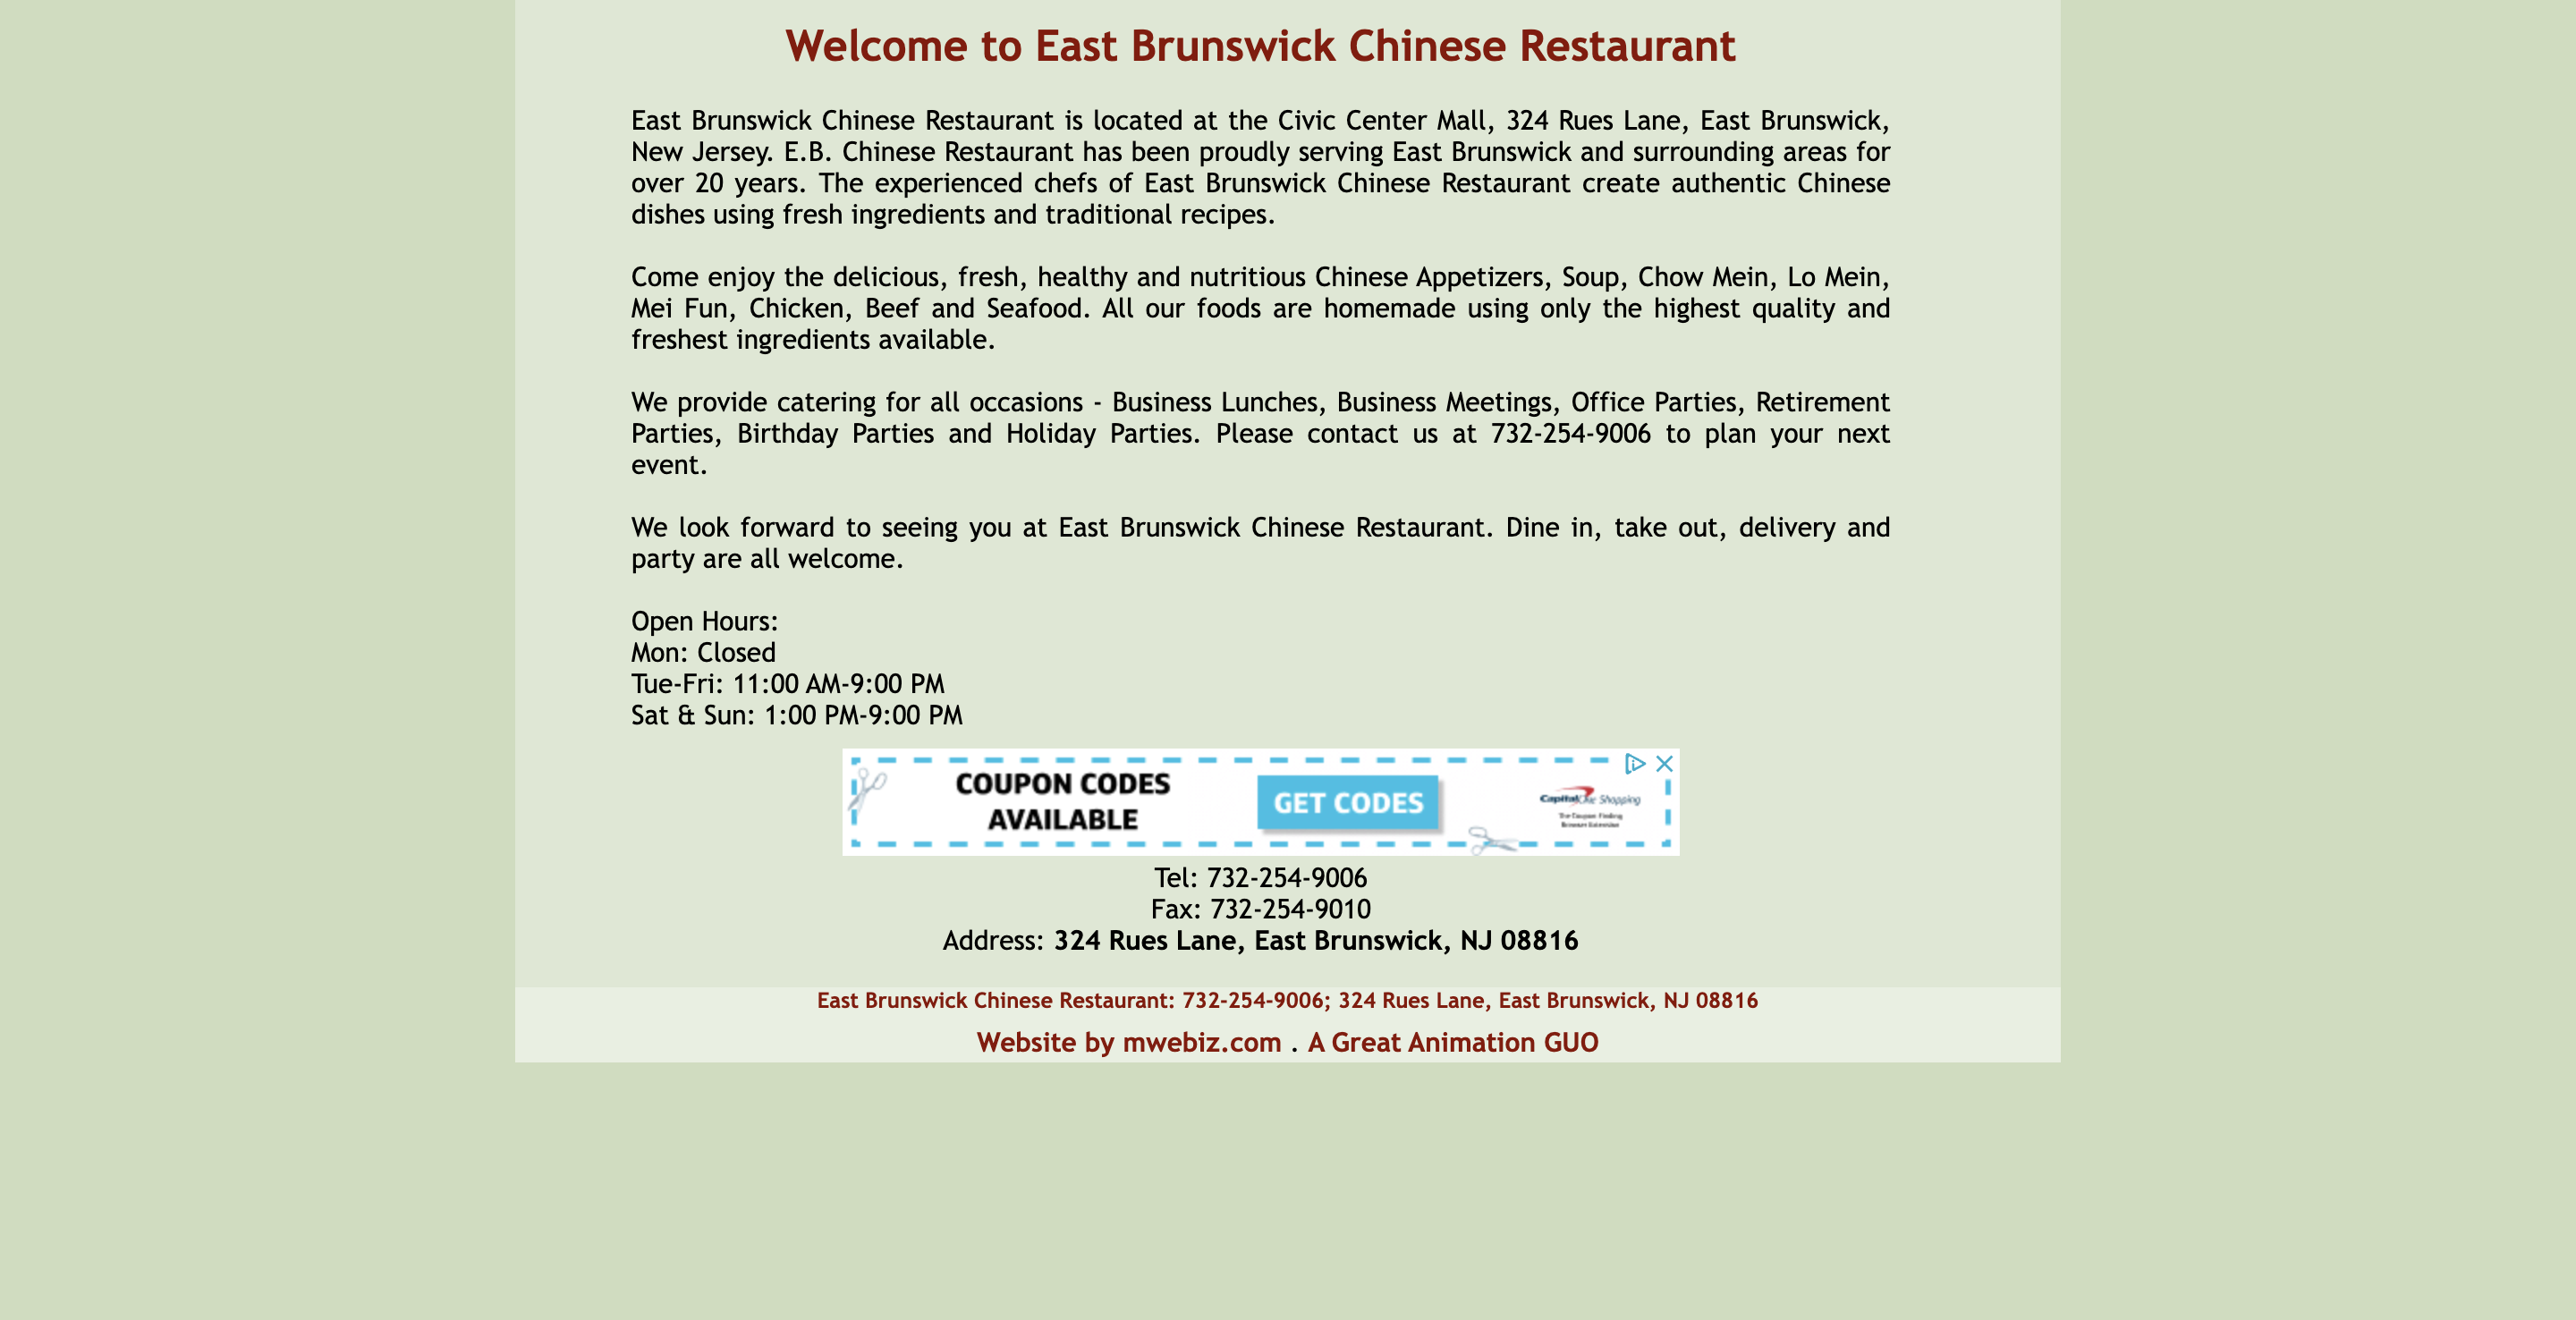 Welcome to East Brunswick Chinese Restaurant
East Brunswick Chinese Restaurant is located at the Civic Center Mall, 324 Rues Lane, East Brunswick,
New Jersey. E.B. Chinese Restaurant has been proudly serving East Brunswick and surrounding areas for
over 20 years. The experienced chefs of East Brunswick Chinese Restaurant create authentic Chinese
dishes using fresh ingredients and traditional recipes.
Come enjoy the delicious, fresh, healthy and nutritious Chinese Appetizers, Soup, Chow Mein, Lo Mein,
Mei Fun, Chicken, Beef and Seafood. All our foods are homemade using only the highest quality and
freshest ingredients available.
We provide catering for all occasions - Business Lunches, Business Meetings, Office Parties, Retirement
Parties, Birthday Parties and Holiday Parties. Please contact us at 732-254-9006 to plan your next
event.
We look forward to seeing you at East Brunswick Chinese Restaurant. Dine in, take out, delivery and
party are all welcome.
Open Hours:
Mon: Closed
Tue-Fri: 11:00 AM-9:00 PM
Sat & Sun: 1:00 PM-9:00 PM
COUPON CODES
AVAILABLE
GET CODES
CapitalOne Shopping
The Coupon Finding
Browser Extension
Tel: 732-254-9006
Fax: 732-254-9010
Address: 324 Rues Lane, East Brunswick, NJ 08816
East Brunswick Chinese Restaurant: 732-254-9006; 324 Rues Lane, East Brunswick, NJ 08816
Website by mwebiz.com . A Great Animation GUO